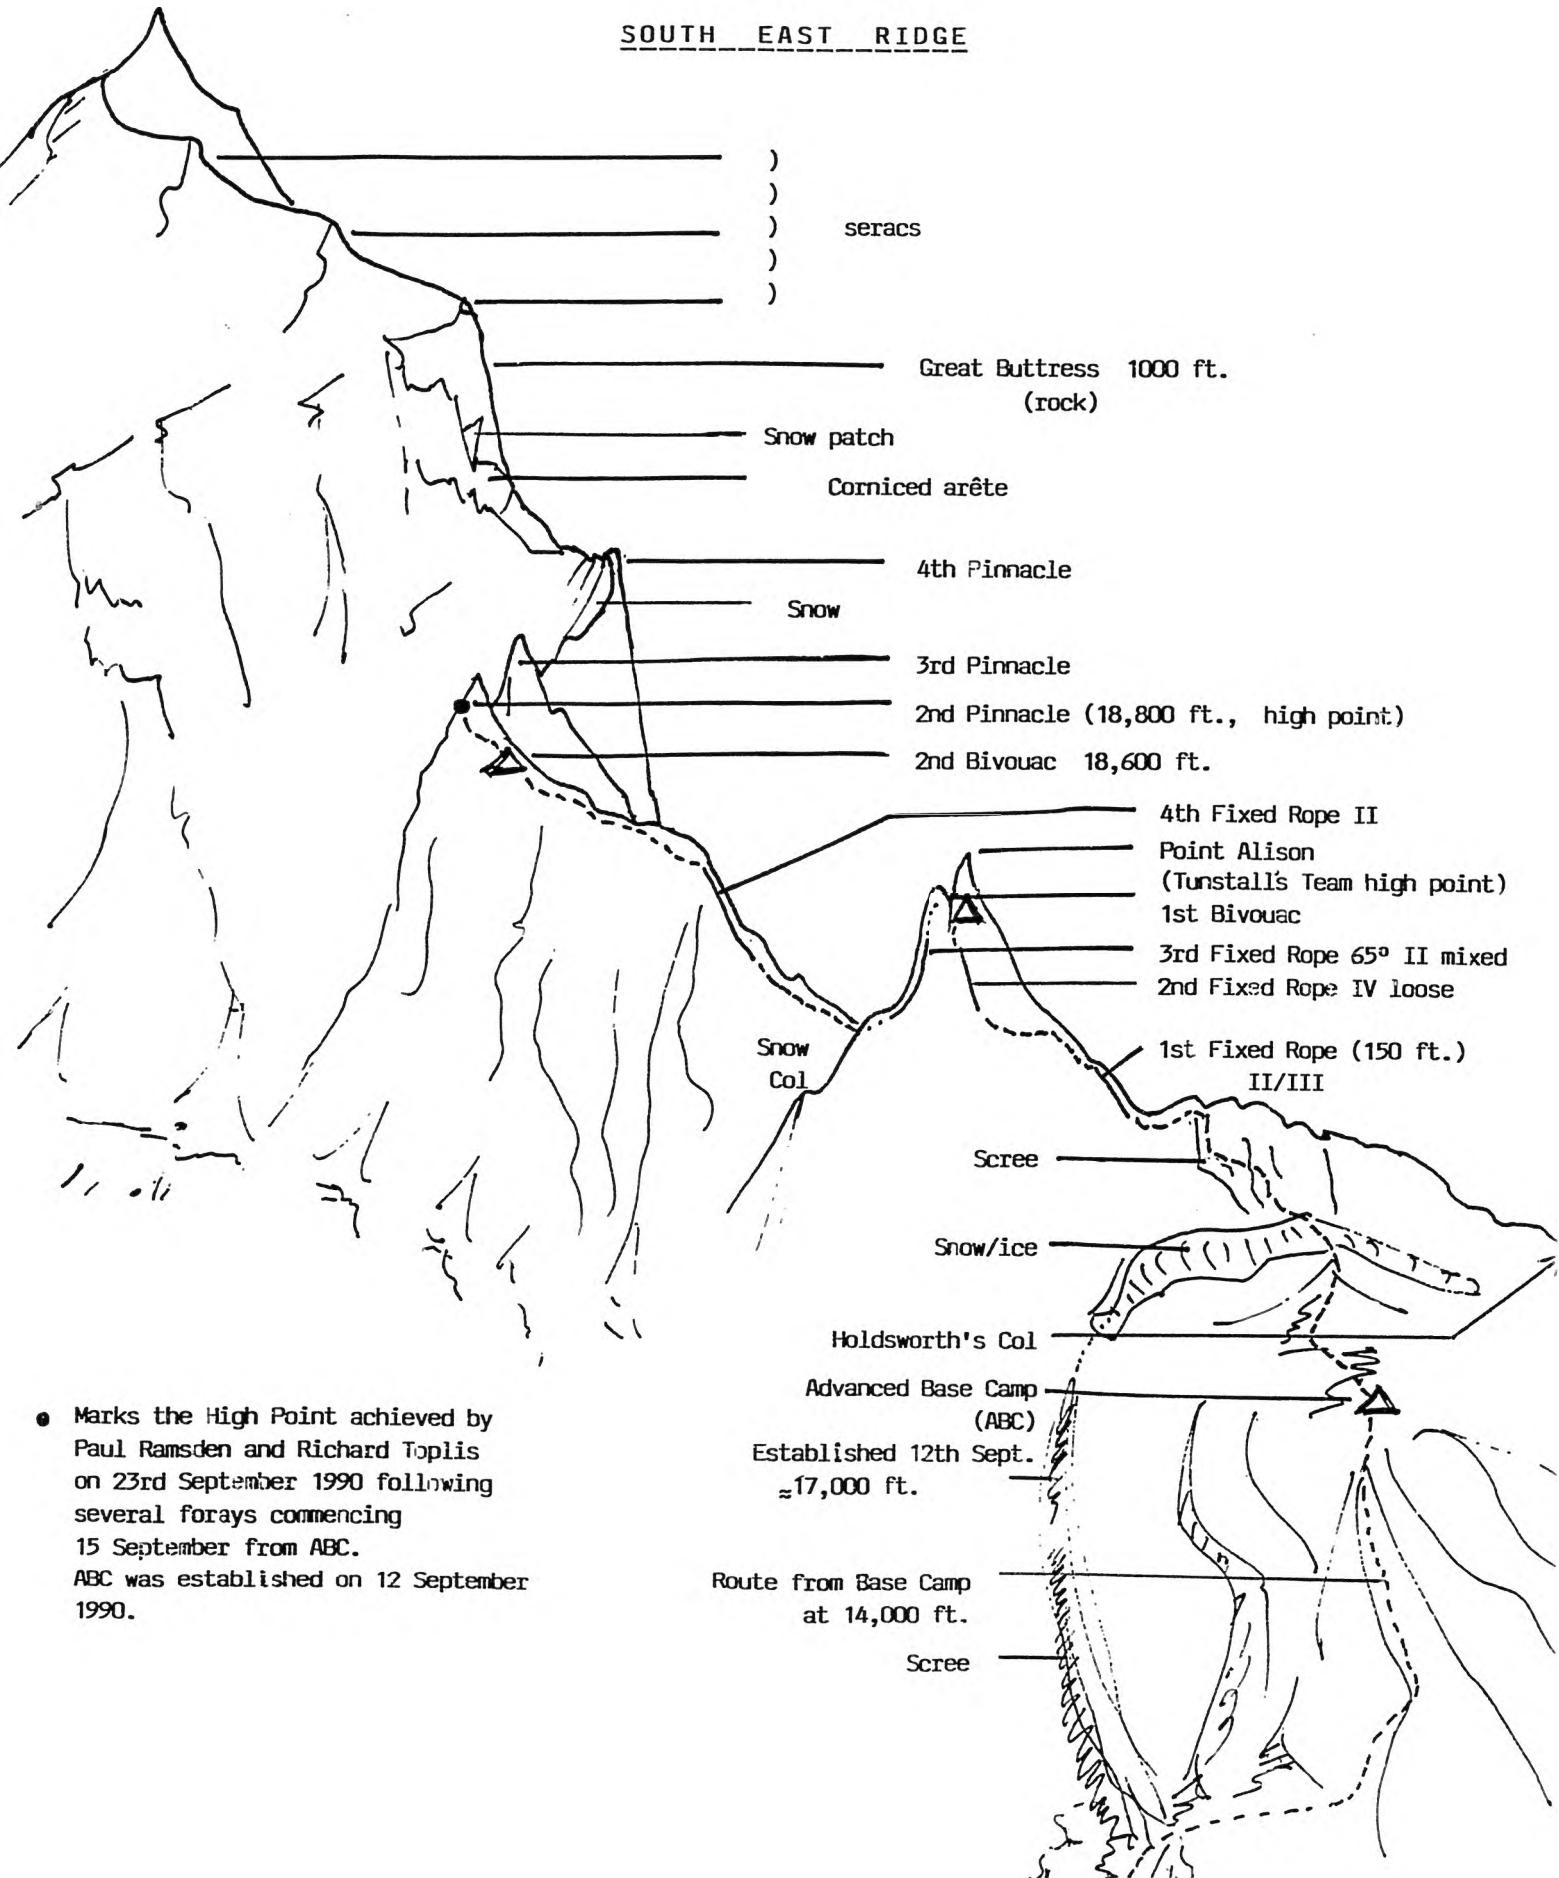 SOUTH EAST RIDGE
)
)
) seracs
)
)
Great Buttress 1000 ft.
(rock)
Snow patch
Corniced arête
4th Pinnacle
Snow
3rd Pinnacle
2nd Pinnacle (18,800 ft., high point)
2nd Bivouac 18,600 ft.
4th Fixed Rope II
Point Alison
(Tunstall's Team high point)
1st Bivouac
3rd Fixed Rope 65º II mixed
2nd Fixed Rope IV loose
Snow
Col
1st Fixed Rope (150 ft.)
II/III
Scree
Snow/ice
Holdsworth's Col
Advanced Base Camp
(ABC)
Established 12th Sept.
≈17,000 ft.
Route from Base Camp
at 14,000 ft.
Scree
● Marks the High Point achieved by
Paul Ramsden and Richard Toplis
on 23rd September 1990 following
several forays commencing
15 September from ABC.
ABC was established on 12 September
1990.